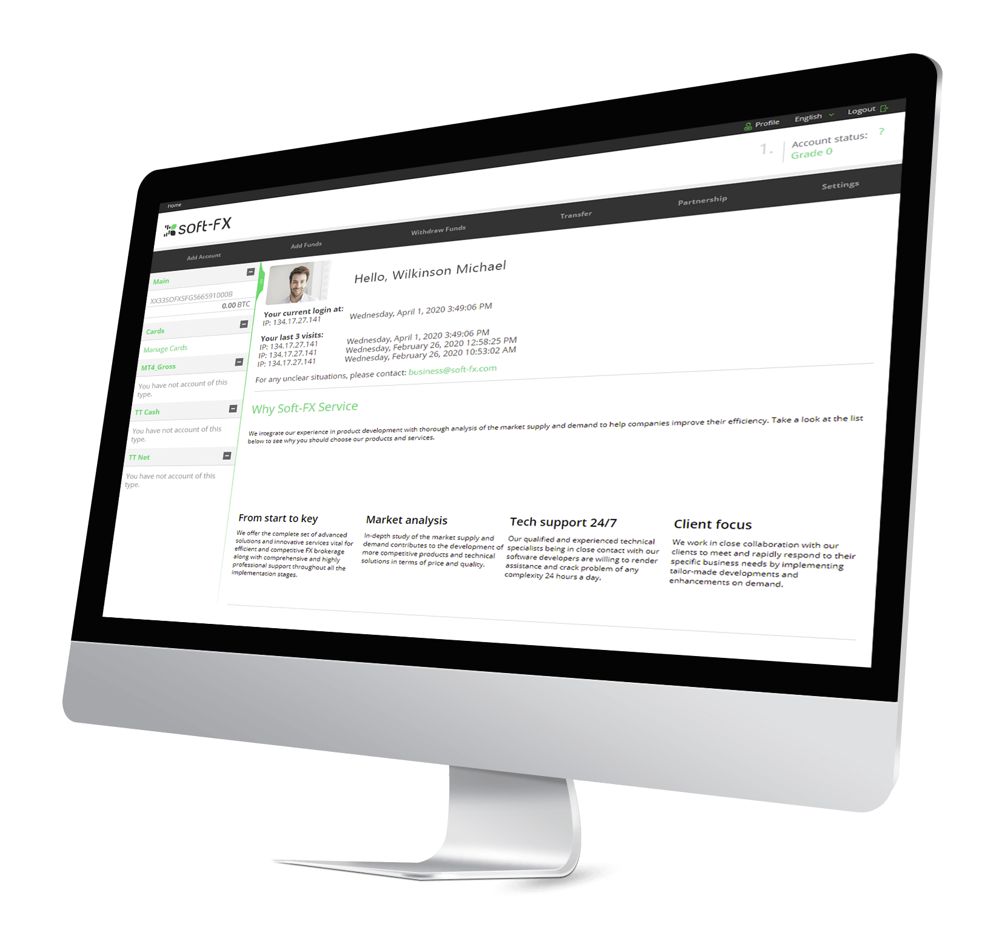 Profile English Logout
Home
1. Account status: ?
Grade 0
soft-FX
Add Account Add Funds Withdraw Funds Transfer Partnership Settings
Main
XX33SOFXSFG566591000B
0.00 BTC
Cards
Manage Cards
MT4_Gross
You have not account of this
type.
TT Cash
You have not account of this
type.
TT Net
You have not account of this
type.
Hello, Wilkinson Michael
Your current login at:
IP: 134.17.27.141 Wednesday, April 1, 2020 3:49:06 PM
Your last 3 visits:
IP: 134.17.27.141 Wednesday, April 1, 2020 3:49:06 PM
IP: 134.17.27.141 Wednesday, February 26, 2020 12:58:25 PM
IP: 134.17.27.141 Wednesday, February 26, 2020 10:53:02 AM
For any unclear situations, please contact: business@soft-fx.com
Why Soft-FX Service
We integrate our experience in product development with thorough analysis of the market supply and demand to help companies improve their efficiency. Take a look at the list
below to see why you should choose our products and services.
From start to key
We offer the complete set of advanced
solutions and innovative services vital for
efficient and competitive FX brokerage
along with comprehensive and highly
professional support throughout all the
implementation stages.
Market analysis
In-depth study of the market supply and
demand contributes to the development of
more competitive products and technical
solutions in terms of price and quality.
Tech support 24/7
Our qualified and experienced technical
specialists being in close contact with our
software developers are willing to render
assistance and crack problem of any
complexity 24 hours a day.
Client focus
We work in close collaboration with our
clients to meet and rapidly respond to their
specific business needs by implementing
tailor-made developments and
enhancements on demand.